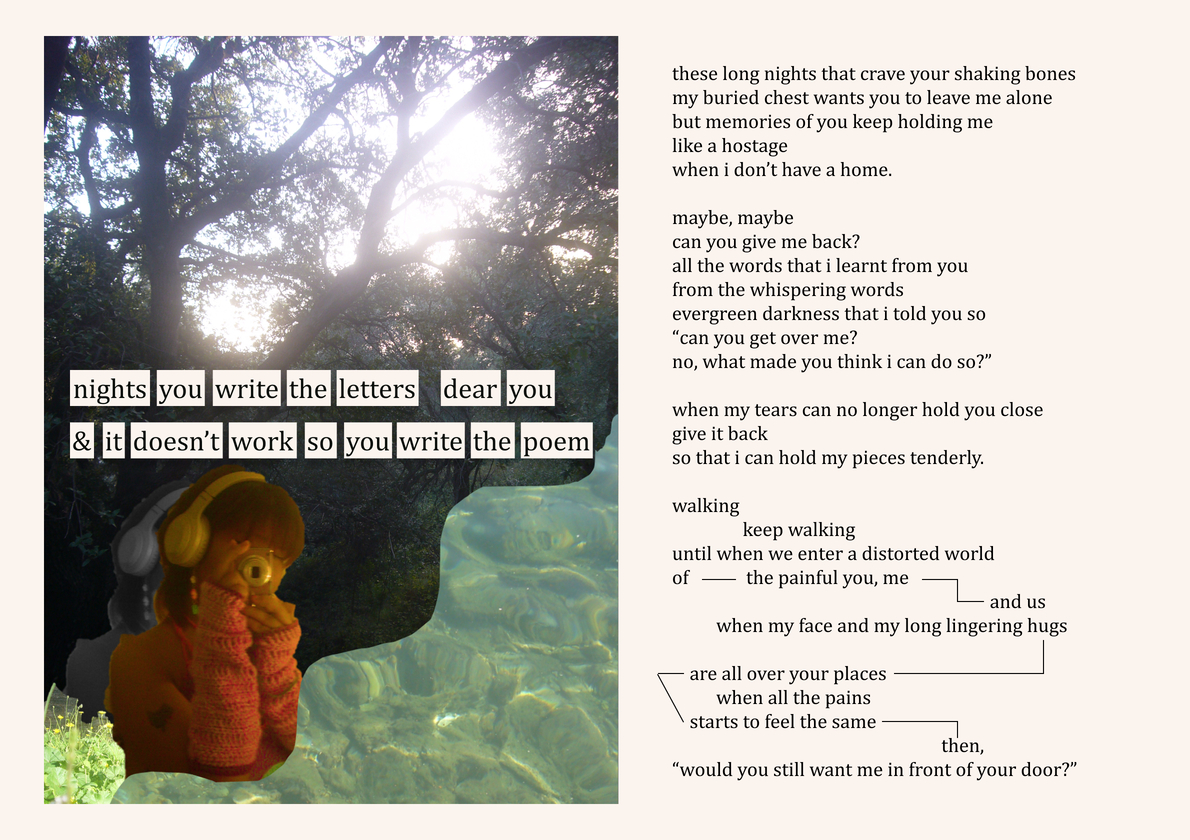 nights you write the letters dear you
& it doesn’t work so you write the poem
these long nights that crave your shaking bones
my buried chest wants you to leave me alone
but memories of you keep holding me
like a hostage
when i don’t have a home.
maybe, maybe
can you give me back?
all the words that i learnt from you
from the whispering words
evergreen darkness that i told you so
“can you get over me?
no, what made you think i can do so?”
when my tears can no longer hold you close
give it back
so that i can hold my pieces tenderly.
walking
keep walking
until when we enter a distorted world
of — the painful you, me
and us
when my face and my long lingering hugs
are all over your places
when all the pains
starts to feel the same
then,
“would you still want me in front of your door?”